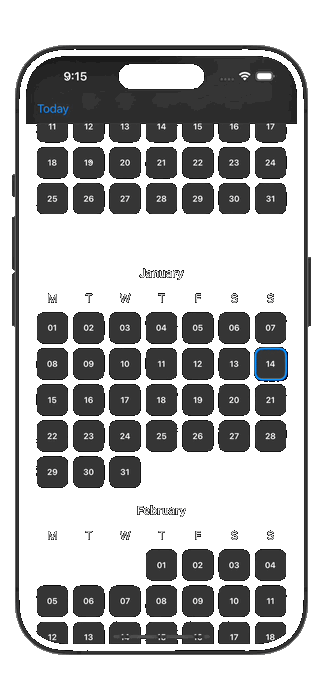 9:15
Today
11 12 13 14 15 16 17
18 19 20 21 22 23 24
25 26 27 28 29 30 31
January
M T W T F S S
01 02 03 04 05 06 07
08 09 10 11 12 13 14
15 16 17 18 19 20 21
22 23 24 25 26 27 28
29 30 31
February
M T W T F S S
01 02 03 04
05 06 07 08 09 10 11
12 13 14 15 16 17 18